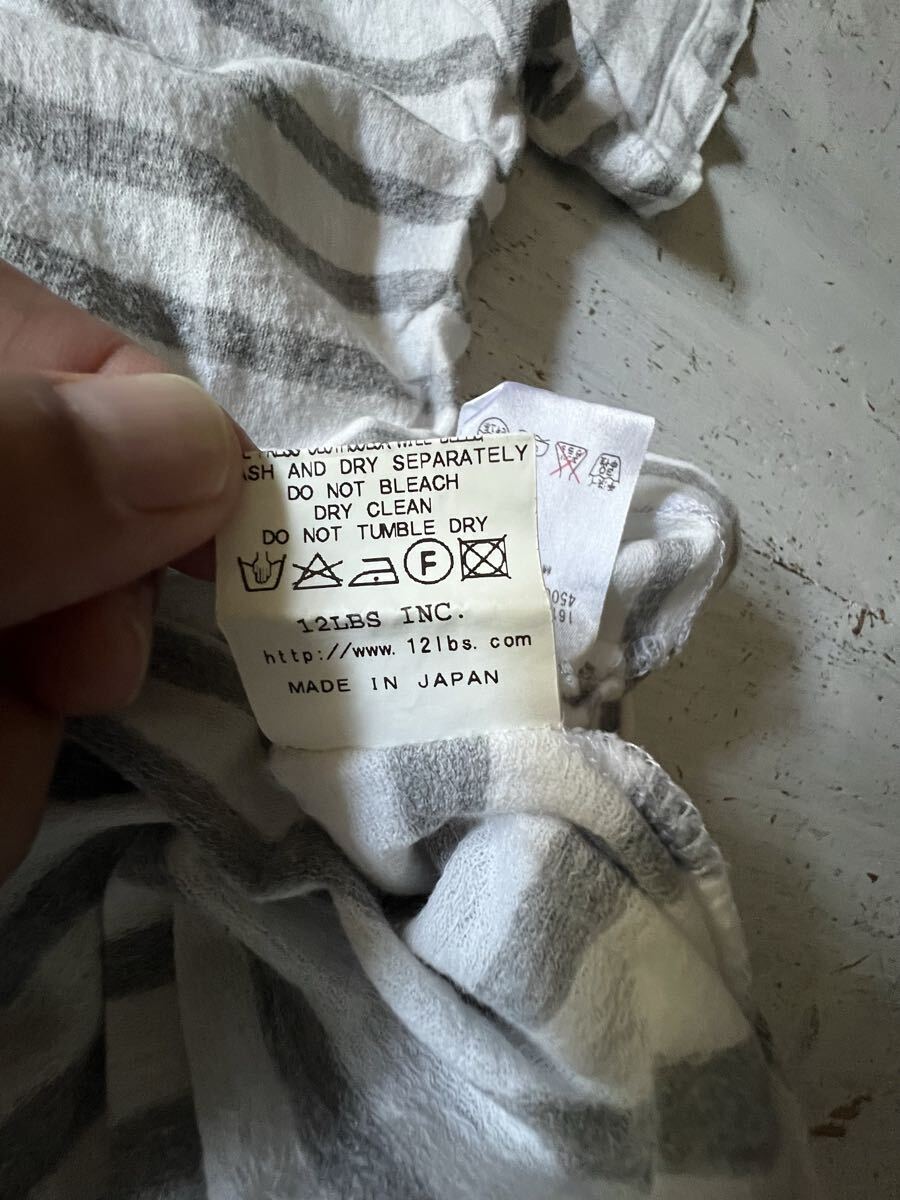 AND DRY SEPARATELY
DO NOT BLEACH
DRY CLEAN
DO NOT TUMBLE DRY
F
12LBS INC.
http://www.12lbs.com
MADE IN JAPAN